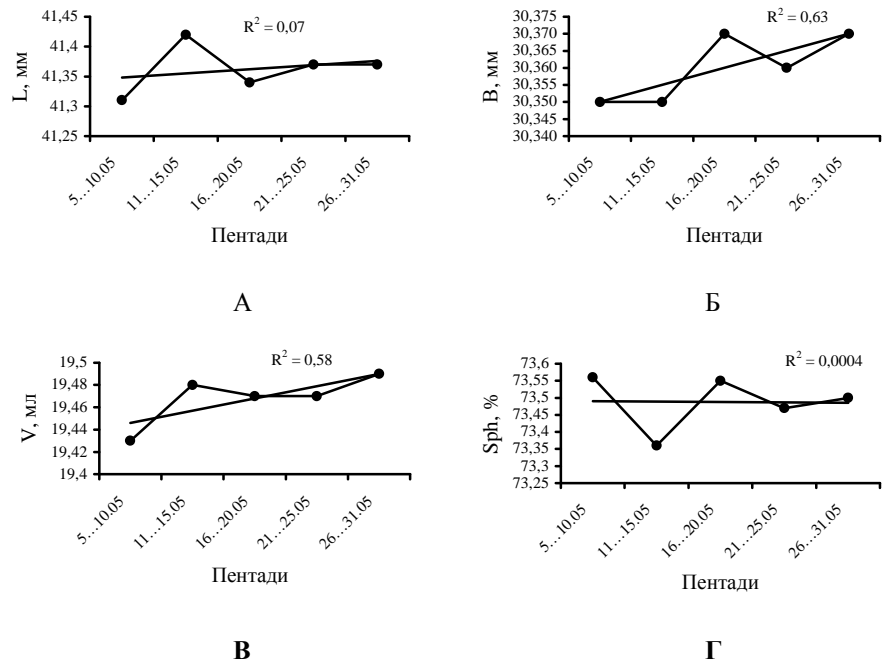 R² = 0,07
L, мм
41,45
41,4
41,35
41,3
41,25
5…10.05
11…15.05
16…20.05
21…25.05
26…31.05
Пентади
А
R² = 0,63
В, мм
30,375
30,370
30,365
30,360
30,355
30,350
30,345
30,340
5…10.05
11…15.05
16…20.05
21…25.05
26…31.05
Пентади
Б
R² = 0,58
V, мл
19,5
19,48
19,46
19,44
19,42
19,4
5…10.05
11…15.05
16…20.05
21…25.05
26…31.05
Пентади
В
R² = 0,0004
Sph, %
73,6
73,55
73,5
73,45
73,4
73,35
73,3
73,25
5…10.05
11…15.05
16…20.05
21…25.05
26…31.05
Пентади
Г